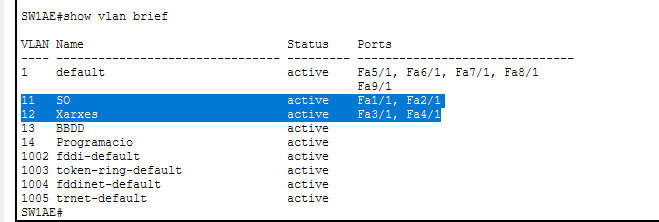 SW1AE#show vlan brief
VLAN Name Status Ports
---- -------------------------------- --------- -------------------------------
1 default active Fa5/1, Fa6/1, Fa7/1, Fa8/1
Fa9/1
11 SO active Fa1/1, Fa2/1
12 Xarxes active Fa3/1, Fa4/1
13 BBDD active
14 Programacio active
1002 fddi-default active
1003 token-ring-default active
1004 fddinet-default active
1005 trnet-default active
SW1AE#